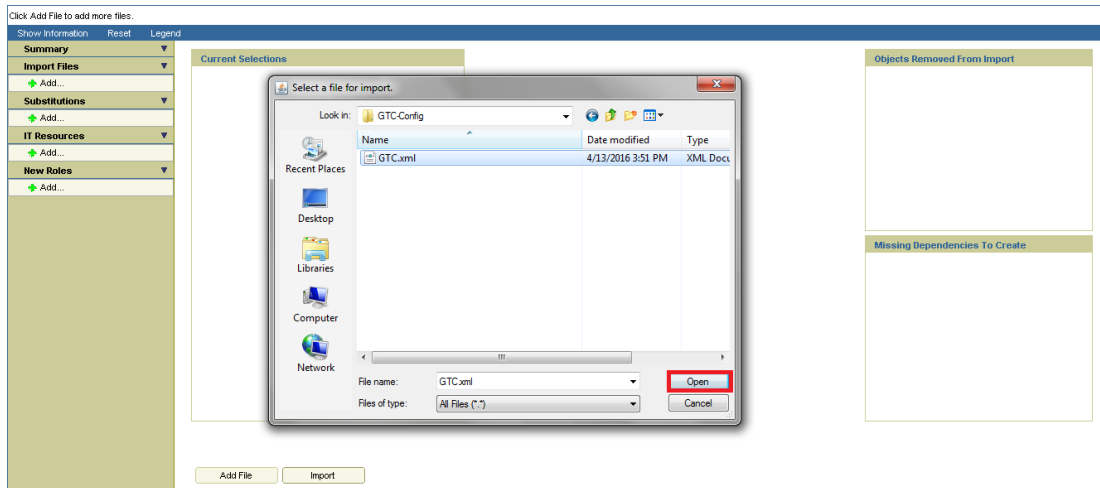 Click Add File to add more files.
Show Information Reset Legend
Summary
Import Files
Add...
Substitutions
Add...
IT Resources
Add...
New Roles
Add...
Current Selections
Objects Removed From Import
Missing Dependencies To Create
Select a file for import.
Look in: GTC-Config
Recent Places
Desktop
Libraries
Computer
Network
Name Date modified Type
GTC.xml 4/13/2016 3:51 PM XML Docu
File name: GTC.xml Open
Files of type: All Files (*.*) Cancel
Add File Import